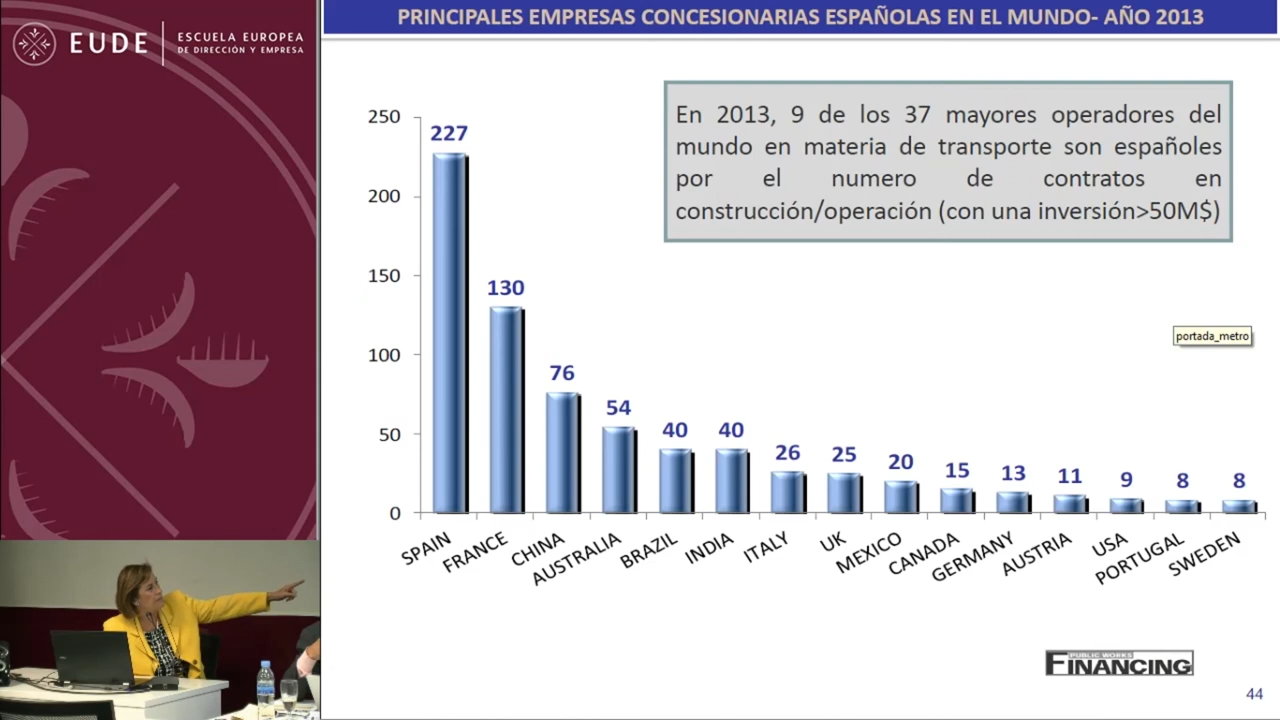 EUDE
ESCUELA EUROPEA
DE DIRECCIÓN Y EMPRESA
PRINCIPALES EMPRESAS CONCESIONARIAS ESPAÑOLAS EN EL MUNDO- AÑO 2013
En 2013, 9 de los 37 mayores operadores del
mundo en materia de transporte son españoles
por el numero de contratos en
construcción/operación (con una inversión>50M$)
250
200
150
100
50
0
227
130
76
54
40
40
26
25
20
15
13
11
9
8
8
SPAIN
FRANCE
CHINA
AUSTRALIA
BRAZIL
INDIA
ITALY
UK
MEXICO
CANADA
GERMANY
AUSTRIA
USA
PORTUGAL
SWEDEN
portada_metro
PUBLIC WORKS
FINANCING
44